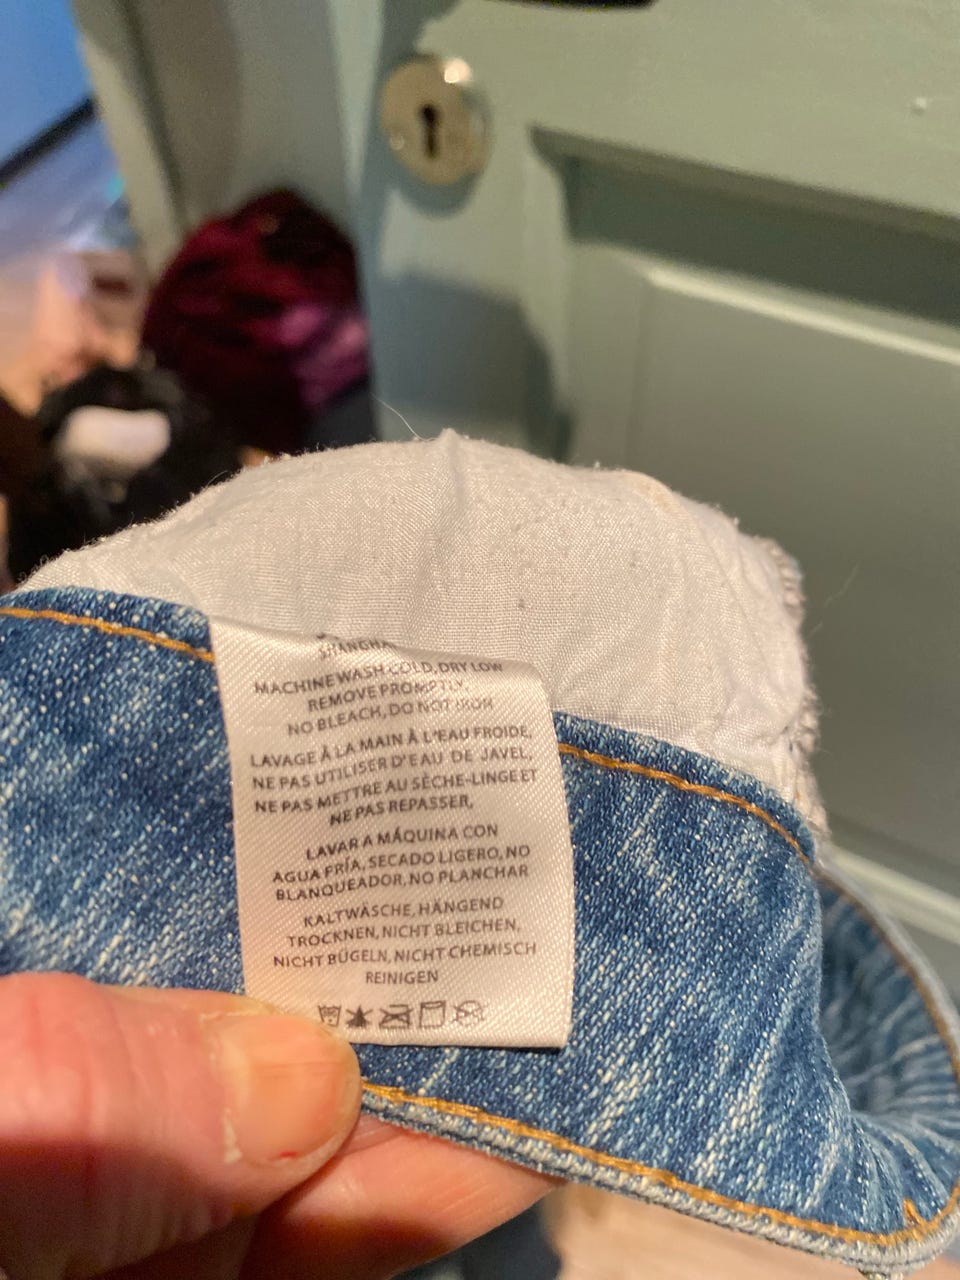 MACHINE WASH COLD, DRY LOW
REMOVE PROMPTLY,
NO BLEACH, DO NOT IRON
LAVAGE À LA MAIN À L'EAU FROIDE,
NE PAS UTILISER D'EAU DE JAVEL,
NE PAS METTRE AU SÈCHE-LINGE ET
NE PAS REPASSER,
LAVAR A MÁQUINA CON
AGUA FRÍA, SECADO LIGERO, NO
BLANQUEADOR, NO PLANCHAR
KALTWÄSCHE, HÄNGEND
TROCKNEN, NICHT BLEICHEN,
NICHT BÜGELN, NICHT CHEMISCH
REINIGEN